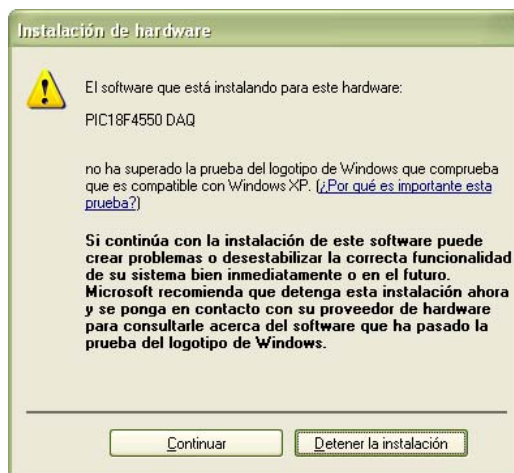 Instalación de hardware
El software que está instalando para este hardware:
PIC18F4550 DAQ
no ha superado la prueba del logotipo de Windows que comprueba
que es compatible con Windows XP. (¿Por qué es importante esta
prueba?)
Si continúa con la instalación de este software puede
crear problemas o desestabilizar la correcta funcionalidad
de su sistema bien inmediatamente o en el futuro.
Microsoft recomienda que detenga esta instalación ahora
y se ponga en contacto con su proveedor de hardware
para consultarle acerca del software que ha pasado la
prueba del logotipo de Windows.
Continuar
Detener la instalación